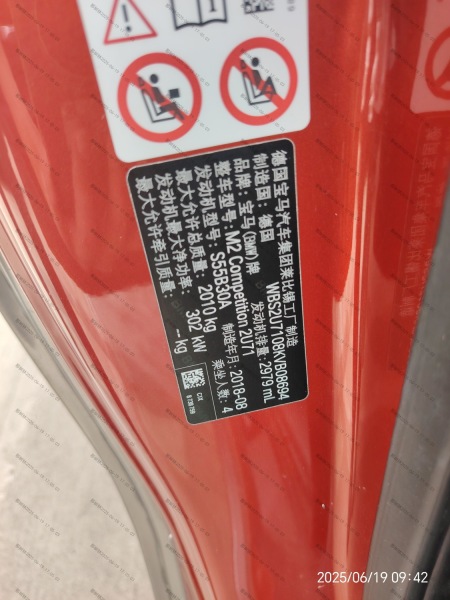 德国宝马汽车集团莱比锡工厂制造
WBS2U7108KVB08694
制造国: 德国
发动机排量: 2979 mL
品牌: 宝马(BMW)牌
整车型号: M2 Competition 2U71
制造年月: 2018-08
发动机型号: S55B30A
乘坐人数: 4
最大允许总质量: 2010 kg
发动机最大净功率: 302 kW
最大允许牵引质量: -- kg
2025/06/19 09:42